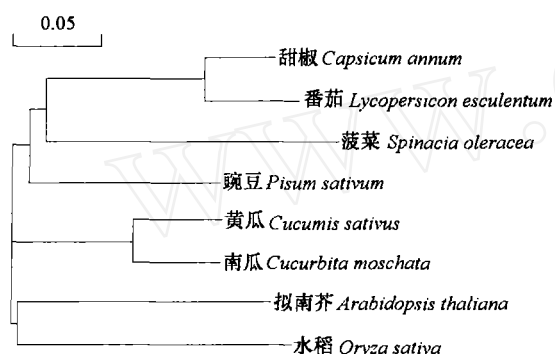 0.05
甜椒 Capsicum annum
番茄 Lycopersicon esculentum
菠菜 Spinacia oleracea
豌豆 Pisum sativum
黄瓜 Cucumis sativus
南瓜 Cucurbita moschata
拟南芥 Arabidopsis thaliana
水稻 Oryza sativa
WWW.